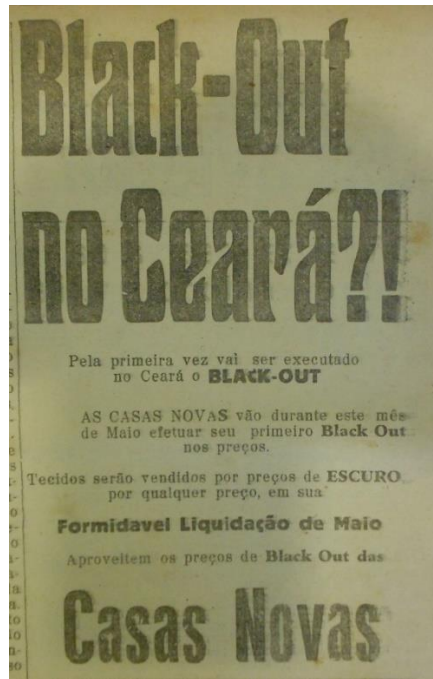 Black-Out
no Ceará?!
Pela primeira vez vai ser executado
no Ceará o BLACK-OUT
AS CASAS NOVAS vão durante este mês
de Maio efetuar seu primeiro Black Out
nos preços.
Tecidos serão vendidos por preços de ESCURO
por qualquer preço, em sua
Formidavel Liquidação de Maio
Aproveitem os preços de Black Out das
Casas Novas